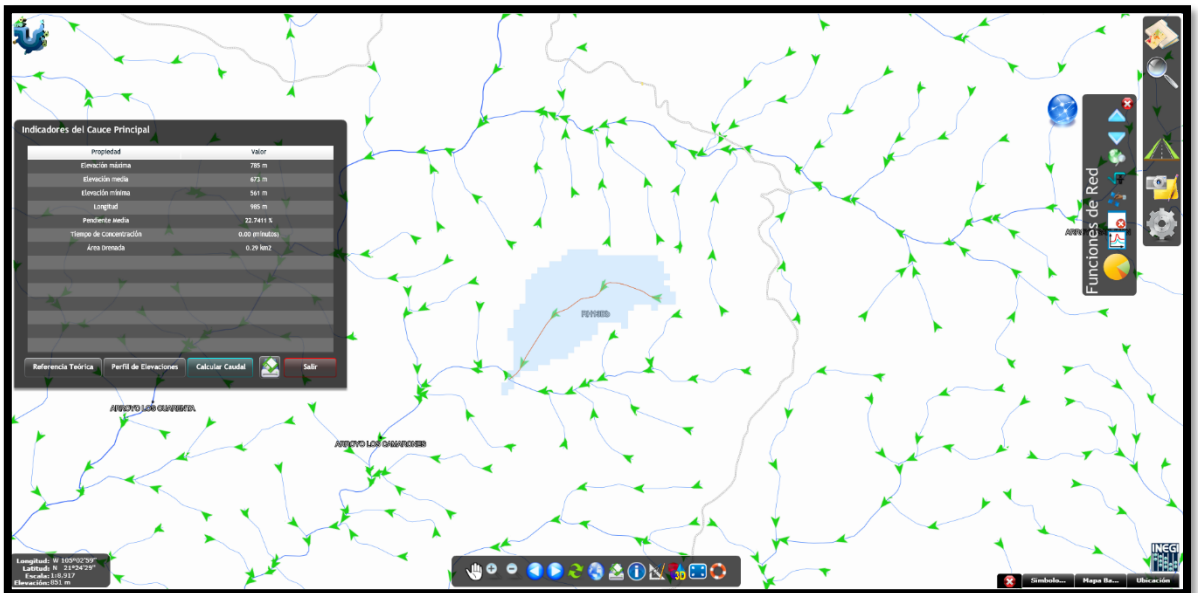 Indicadores del Cauce Principal
Propiedad Valor
Elevación máxima 785 m
Elevación media 673 m
Elevación mínima 561 m
Longitud 985 m
Pendiente Media 22.7411 %
Tiempo de Concentración 0.00 (minutos)
Área Drenada 0.29 km2
Referencia Teórica Perfil de Elevaciones Calcular Caudal Salir
Funciones de Red
ARROYO LOS CUARENTA
ARROYO LOS CAMARONES
Longitud: W 105°02'59"
Latitud: N 21°24'29"
Escala: 1:8,917
Elevación: 851 m
3D
INEGI
Símbolo... Mapa Ba... Ubicación